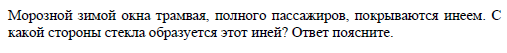 Морозной зимой окна трамвая, полного пассажиров, покрываются инеем. С
какой стороны стекла образуется этот иней? Ответ поясните.